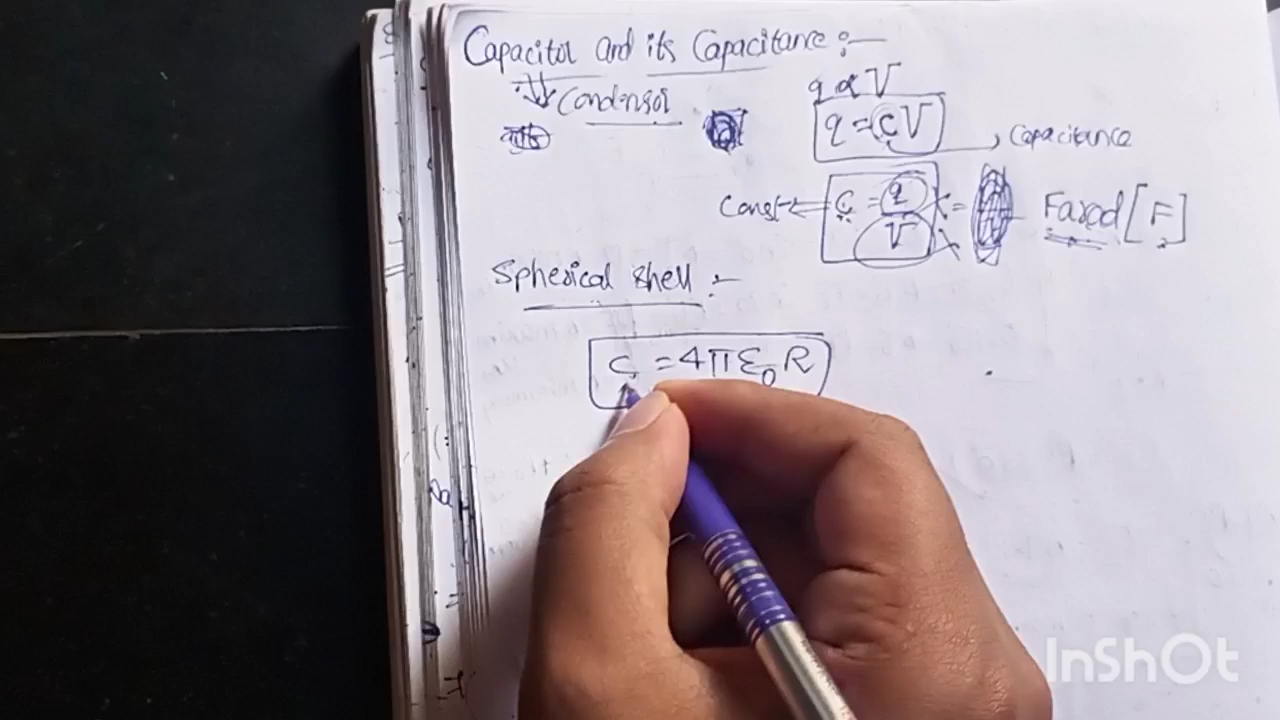 Capacitor and its Capacitance :-
Condensor
q ∝ V
q = CV
Capacitance
Const ← C = q/V = Farad [F]
Spherical shell :-
C = 4πε₀R
InShOt